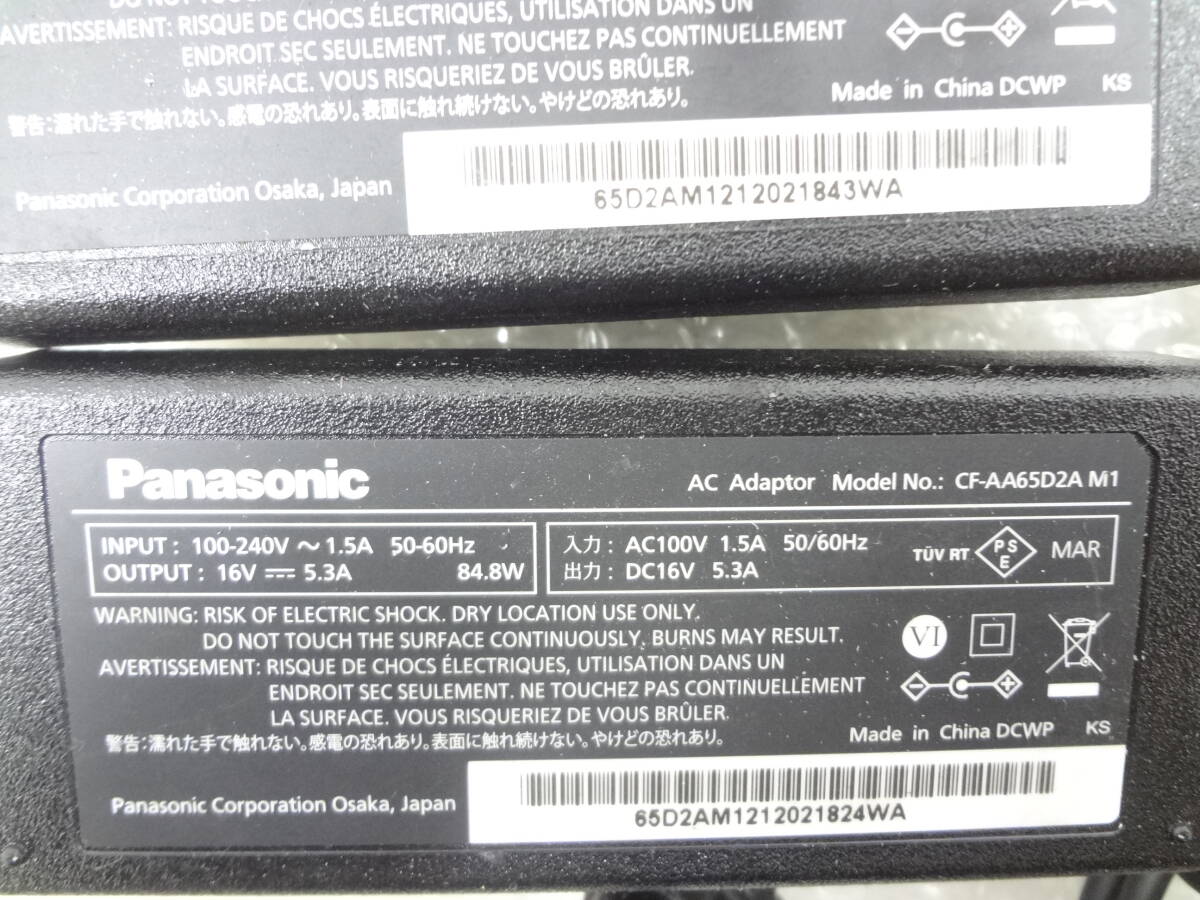 DO NOT TOUCH
AVERTISSEMENT: RISQUE DE CHOCS ÉLECTRIQUES, UTILISATION DANS UN
ENDROIT SEC SEULEMENT. NE TOUCHEZ PAS CONTINUELLEMENT
LA SURFACE. VOUS RISQUERIEZ DE VOUS BRÛLER.
警告:濡れた手で触れない。感電の恐れあり。表面に触れ続けない。やけどの恐れあり。
Made in China DCWP KS
Panasonic Corporation Osaka, Japan
65D2AM1212021843WA
Panasonic
AC Adaptor Model No.: CF-AA65D2A M1
INPUT : 100-240V ～ 1.5A 50-60Hz
OUTPUT : 16V ⎓ 5.3A 84.8W
入力 : AC100V 1.5A 50/60Hz
出力 : DC16V 5.3A
TÜV RT PSE MAR
WARNING: RISK OF ELECTRIC SHOCK. DRY LOCATION USE ONLY.
DO NOT TOUCH THE SURFACE CONTINUOUSLY, BURNS MAY RESULT.
AVERTISSEMENT: RISQUE DE CHOCS ÉLECTRIQUES, UTILISATION DANS UN
ENDROIT SEC SEULEMENT. NE TOUCHEZ PAS CONTINUELLEMENT
LA SURFACE. VOUS RISQUERIEZ DE VOUS BRÛLER.
VI
警告:濡れた手で触れない。感電の恐れあり。表面に触れ続けない。やけどの恐れあり。
Made in China DCWP KS
Panasonic Corporation Osaka, Japan
65D2AM1212021824WA